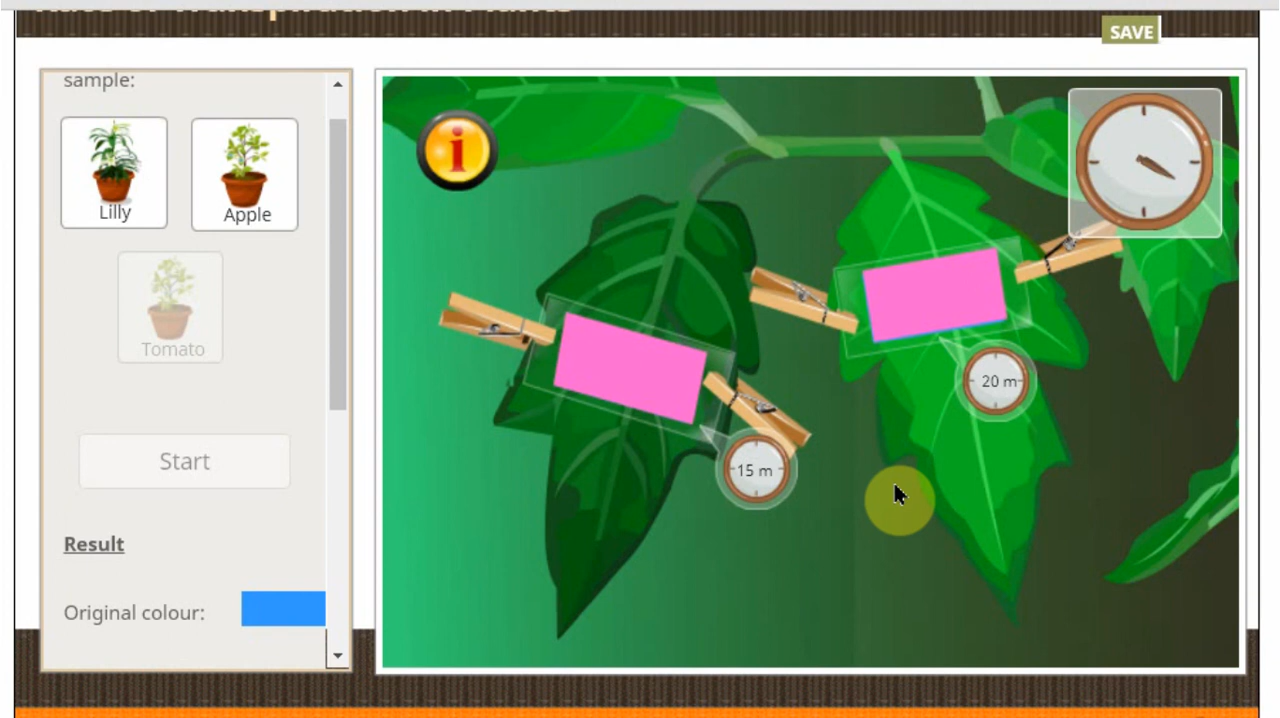 SAVE
sample:
Lilly
Apple
Tomato
Start
Result
Original colour:
i
20 m
15 m